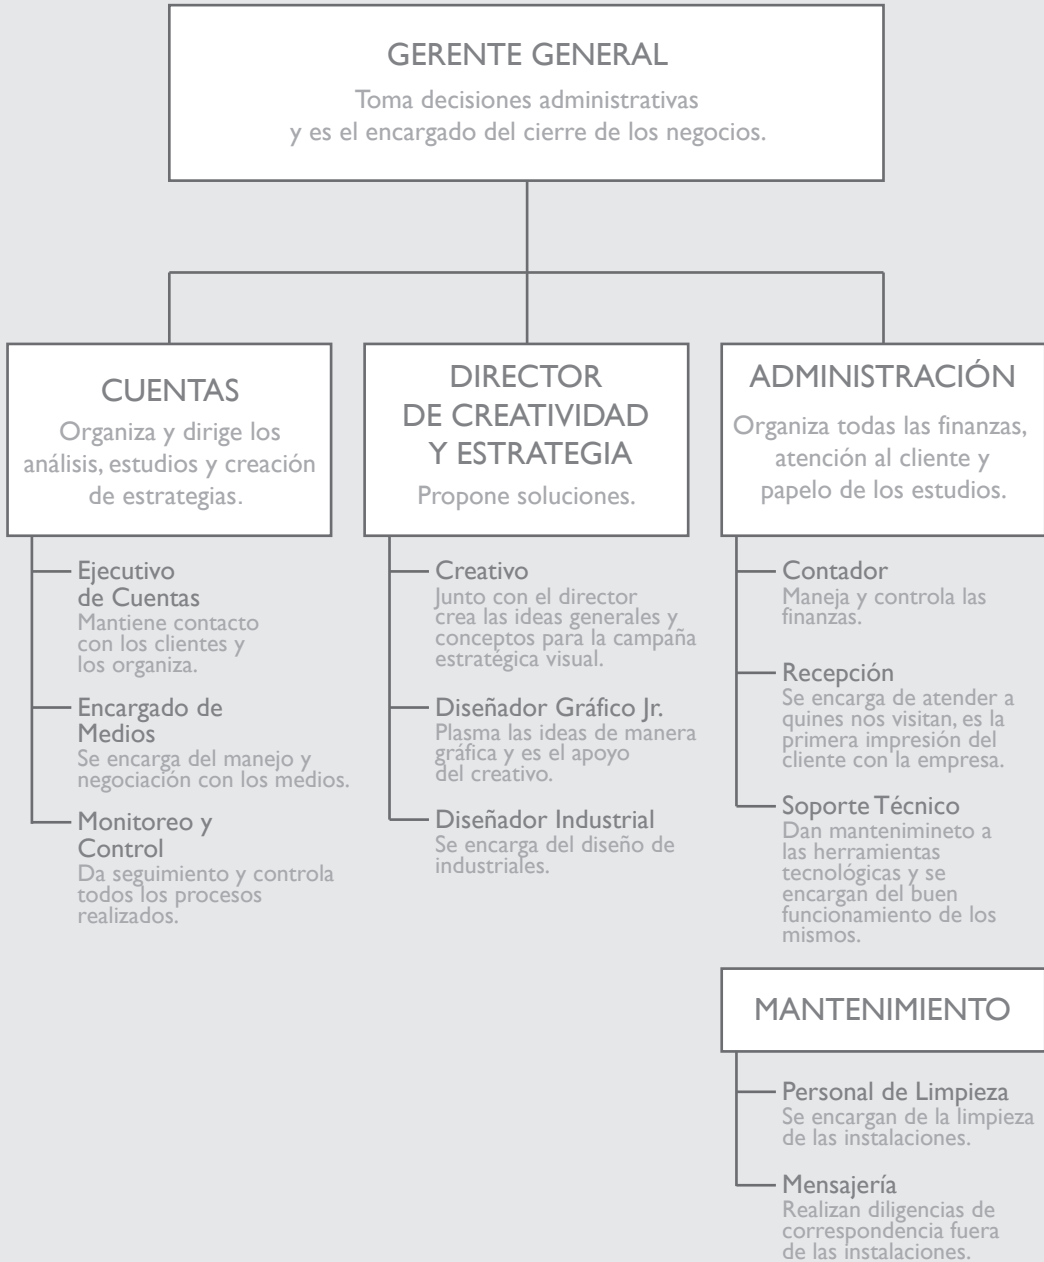 GERENTE GENERAL
Toma decisiones administrativas
y es el encargado del cierre de los negocios.
CUENTAS
Organiza y dirige los
análisis, estudios y creación
de estrategias.
Ejecutivo
de Cuentas
Mantiene contacto
con los clientes y
los organiza.
Encargado de
Medios
Se encarga del manejo y
negociación con los medios.
Monitoreo y
Control
Da seguimiento y controla
todos los procesos
realizados.
DIRECTOR
DE CREATIVIDAD
Y ESTRATEGIA
Propone soluciones.
Creativo
Junto con el director
crea las ideas generales y
conceptos para la campaña
estratégica visual.
Diseñador Gráfico Jr.
Plasma las ideas de manera
gráfica y es el apoyo
del creativo.
Diseñador Industrial
Se encarga del diseño de
industriales.
ADMINISTRACIÓN
Organiza todas las finanzas,
atención al cliente y
papelo de los estudios.
Contador
Maneja y controla las
finanzas.
Recepción
Se encarga de atender a
quines nos visitan, es la
primera impresión del
cliente con la empresa.
Soporte Técnico
Dan mantenimineto a
las herramientas
tecnológicas y se
encargan del buen
funcionamiento de los
mismos.
MANTENIMIENTO
Personal de Limpieza
Se encargan de la limpieza
de las instalaciones.
Mensajería
Realizan diligencias de
correspondencia fuera
de las instalaciones.